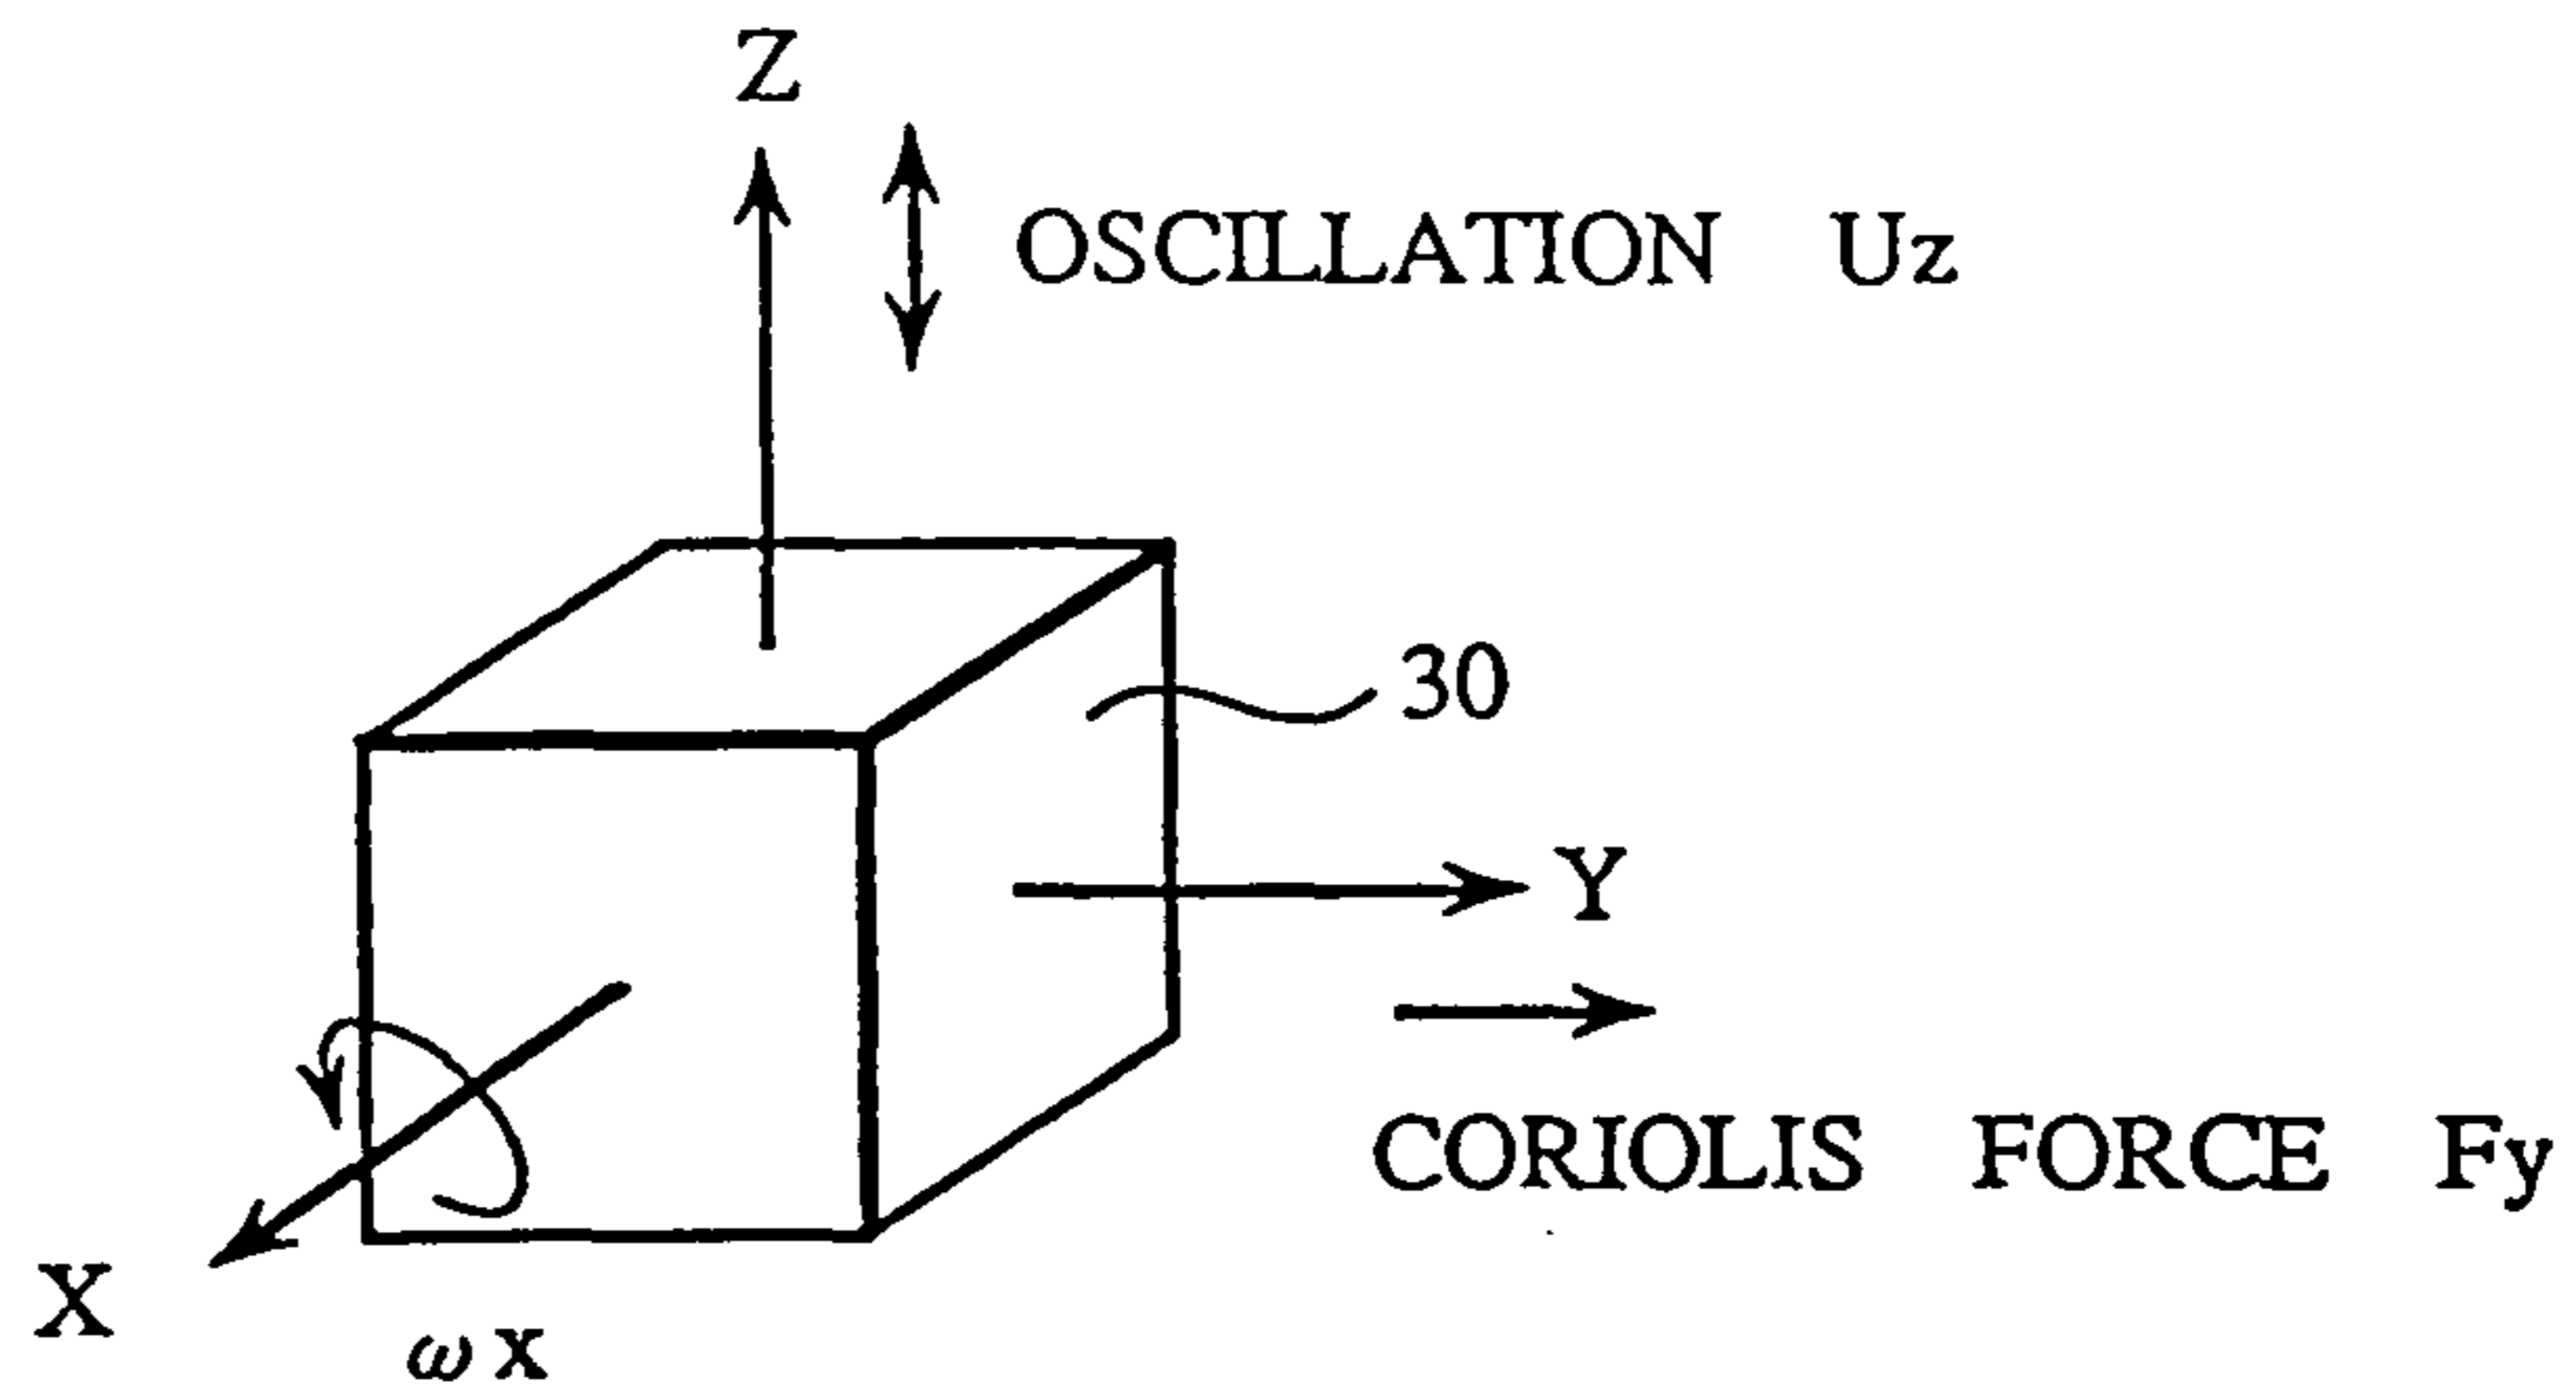 Z
OSCILLATION Uz
30
Y
CORIOLIS FORCE Fy
X
ωx